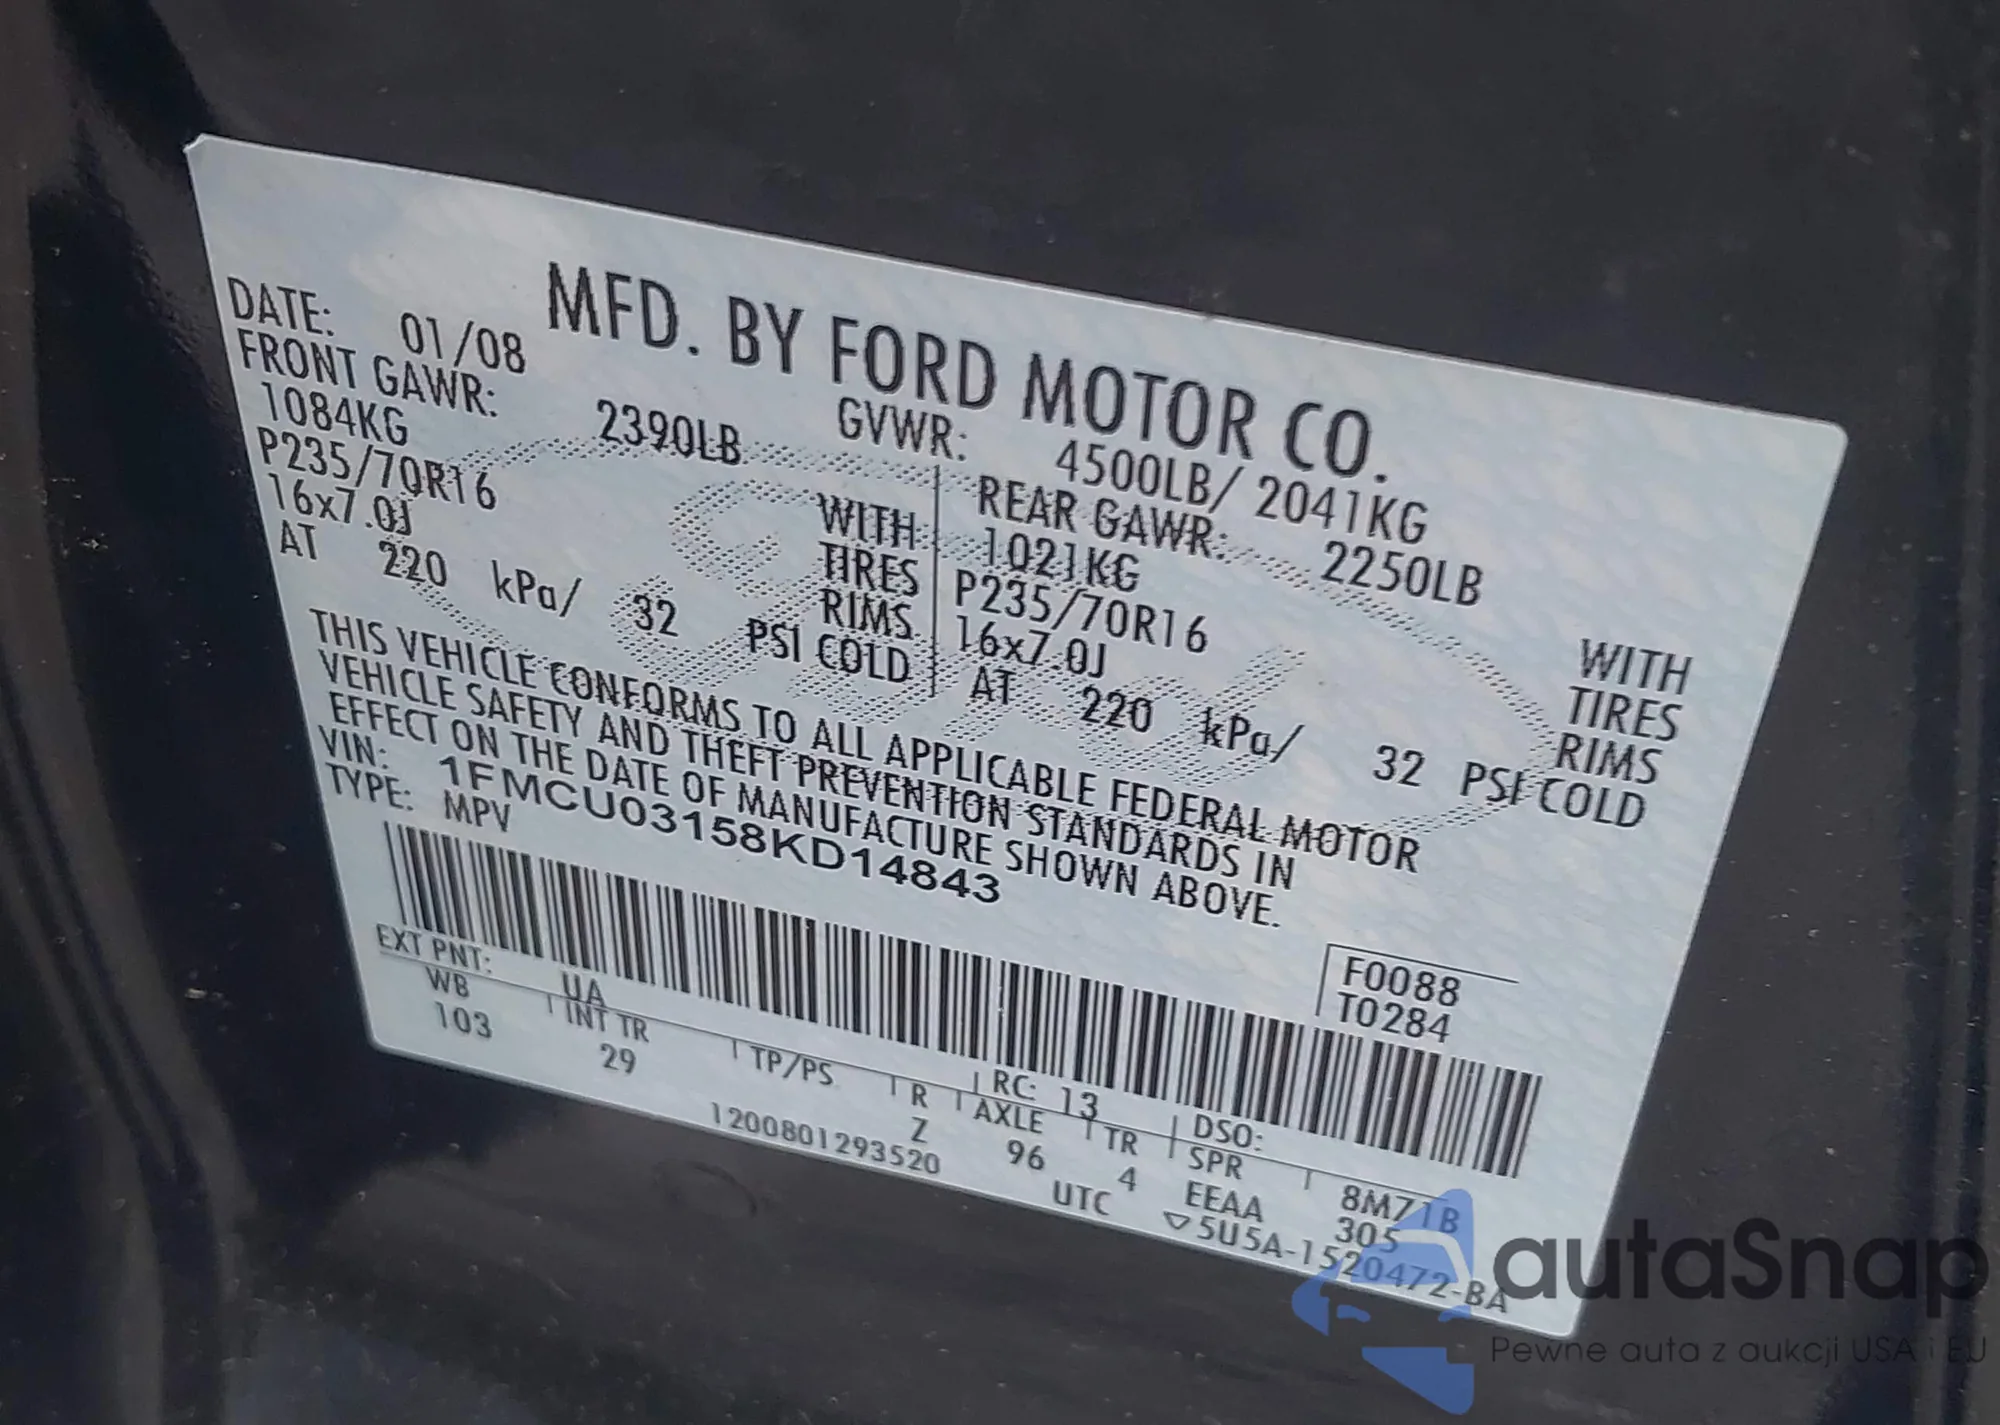 MFD. BY FORD MOTOR CO.
DATE: 01/08 GVWR: 4500LB/ 2041KG
FRONT GAWR: 2390LB REAR GAWR: 2250LB
1084KG WITH 1021KG WITH
P235/70R16 TIRES P235/70R16 TIRES
16x7.0J RIMS 16x7.0J RIMS
AT 220 kPa/ 32 PSI COLD AT 220 kPa/ 32 PSI COLD
THIS VEHICLE CONFORMS TO ALL APPLICABLE FEDERAL MOTOR
VEHICLE SAFETY AND THEFT PREVENTION STANDARDS IN
EFFECT ON THE DATE OF MANUFACTURE SHOWN ABOVE.
VIN: 1FMCU03158KD14843
TYPE: MPV
F0088
T0284
EXT PNT: UA RC: 13 DSO:
WB INT TR TP/PS R AXLE TR SPR 8M71B
103 29 Z 96 4 EEAA 305
1200801293520 UTC ▽5U5A-1520472-BA
autaSnap
Pewne auta z aukcji USA i EU